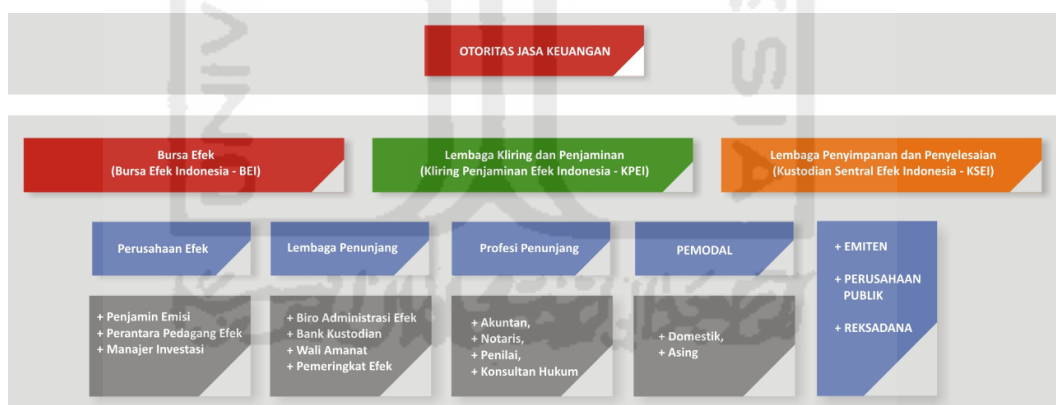 OTORITAS JASA KEUANGAN
Bursa Efek
(Bursa Efek Indonesia - BEI)
Lembaga Kliring dan Penjaminan
(Kliring Penjaminan Efek Indonesia - KPEI)
Lembaga Penyimpanan dan Penyelesaian
(Kustodian Sentral Efek Indonesia - KSEI)
Perusahaan Efek
+ Penjamin Emisi
+ Perantara Pedagang Efek
+ Manajer Investasi
Lembaga Penunjang
+ Biro Administrasi Efek
+ Bank Kustodian
+ Wali Amanat
+ Pemeringkat Efek
Profesi Penunjang
+ Akuntan,
+ Notaris,
+ Penilai,
+ Konsultan Hukum
PEMODAL
+ Domestik,
+ Asing
+ EMITEN
+ PERUSAHAAN
PUBLIK
+ REKSADANA